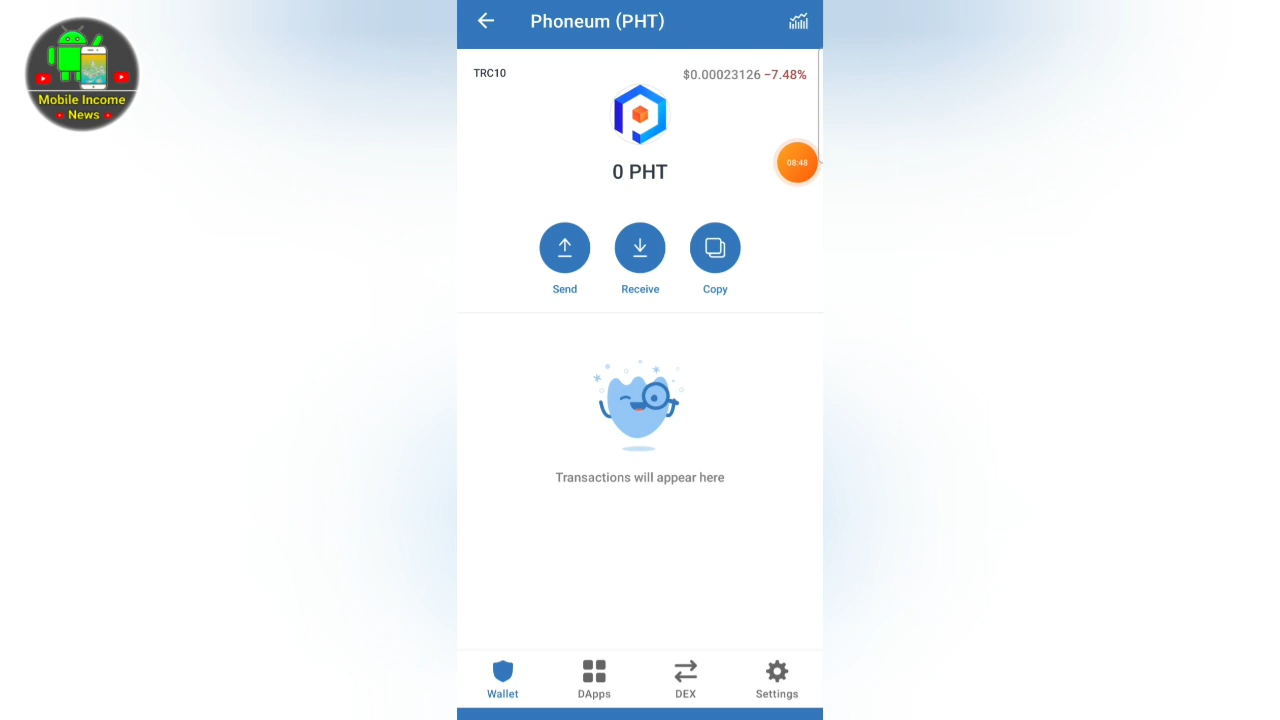 Mobile Income
News
Phoneum (PHT)
TRC10
$0.00023126 −7.48%
0 PHT
08:48
Send
Receive
Copy
Transactions will appear here
Wallet
DApps
DEX
Settings